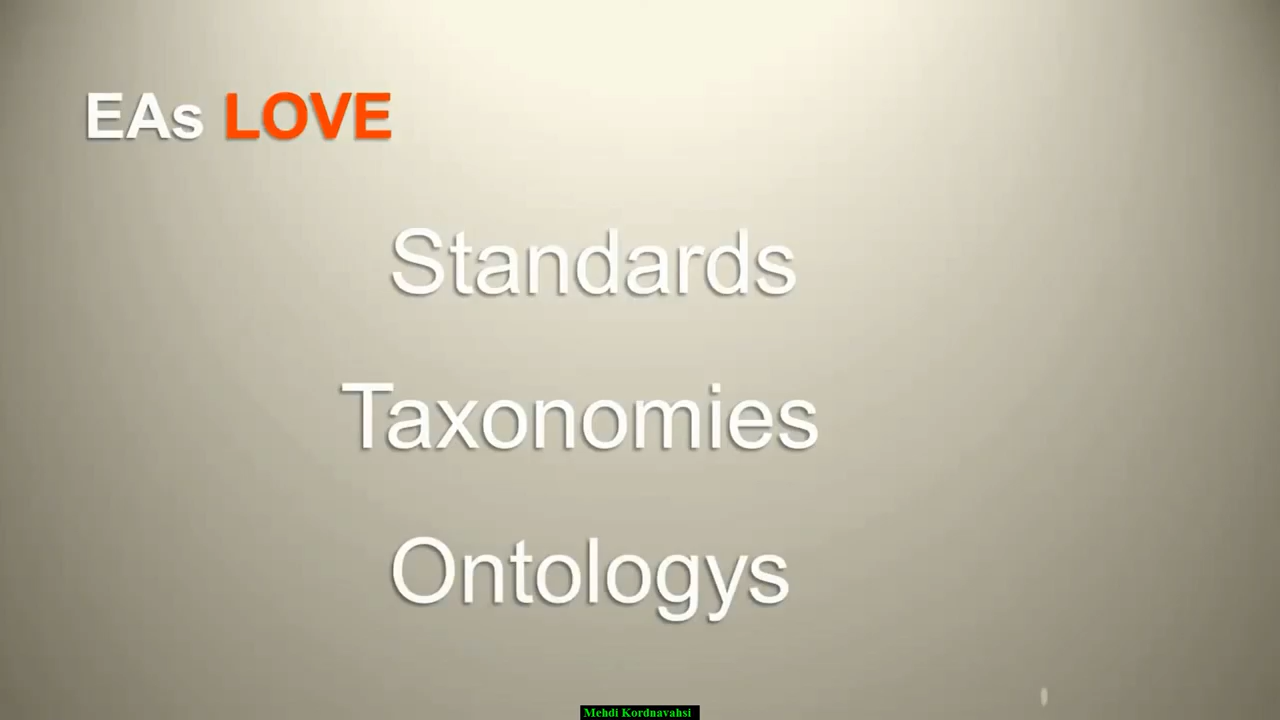 EAs LOVE
Standards
Taxonomies
Ontologys
Mehdi Kordnavahsi